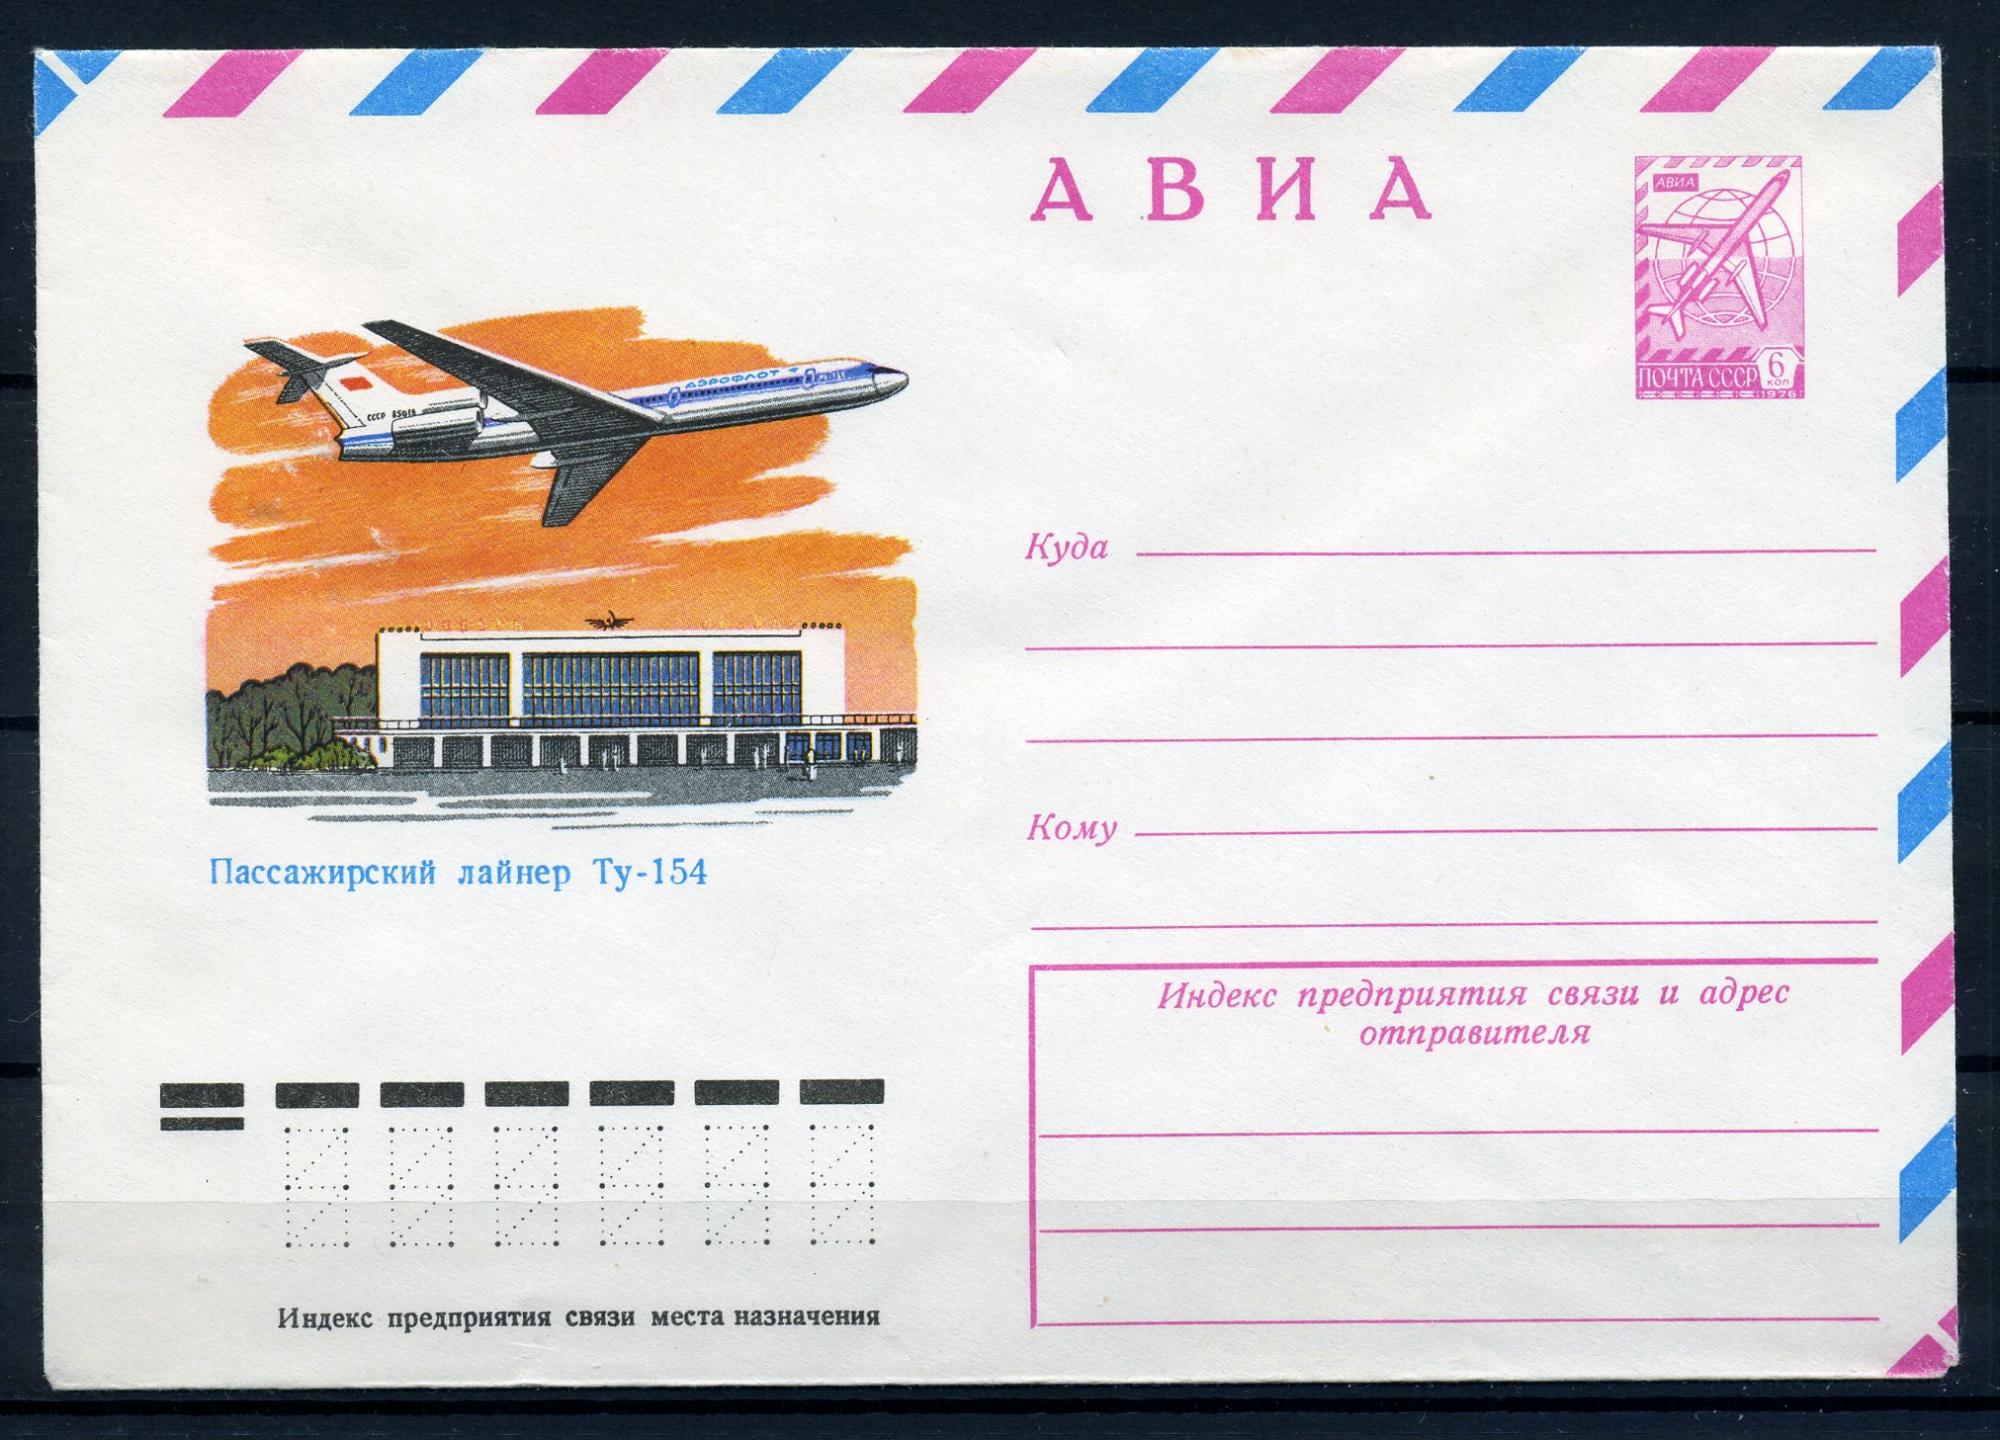 АВИА
АВИА
6
КОП
ПОЧТА СССР
1976
АЭРОФЛОТ
СССР
Куда
Кому
Пассажирский лайнер Ту-154
Индекс предприятия связи и адрес
отправителя
Индекс предприятия связи места назначения